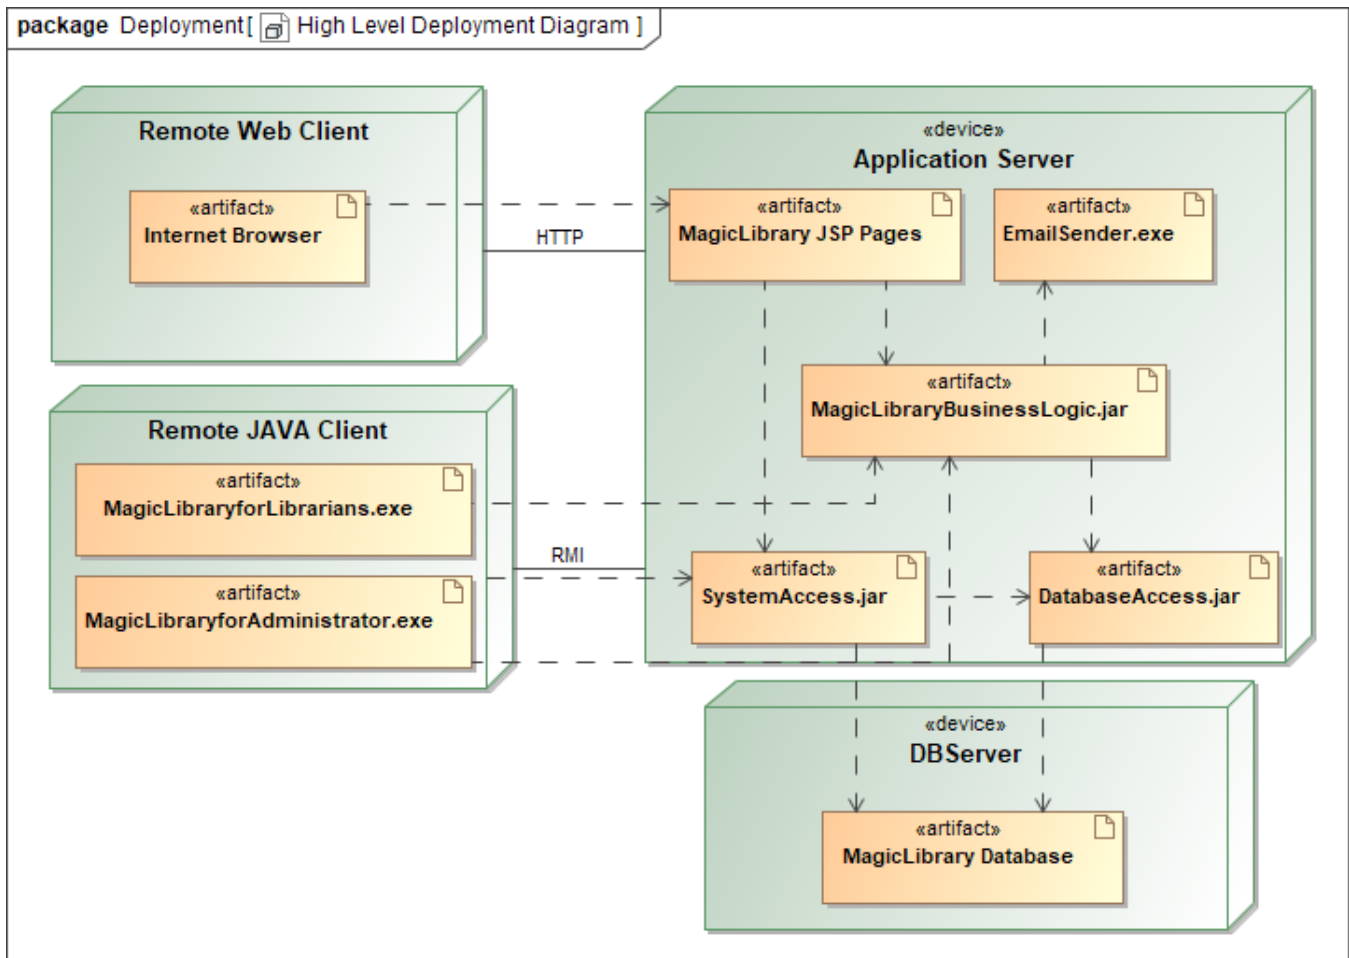 package Deployment[ High Level Deployment Diagram ]
Remote Web Client
«artifact»
Internet Browser
HTTP
«device»
Application Server
«artifact»
MagicLibrary JSP Pages
«artifact»
EmailSender.exe
«artifact»
MagicLibraryBusinessLogic.jar
Remote JAVA Client
«artifact»
MagicLibraryforLibrarians.exe
«artifact»
MagicLibraryforAdministrator.exe
RMI
«artifact»
SystemAccess.jar
«artifact»
DatabaseAccess.jar
«device»
DBServer
«artifact»
MagicLibrary Database